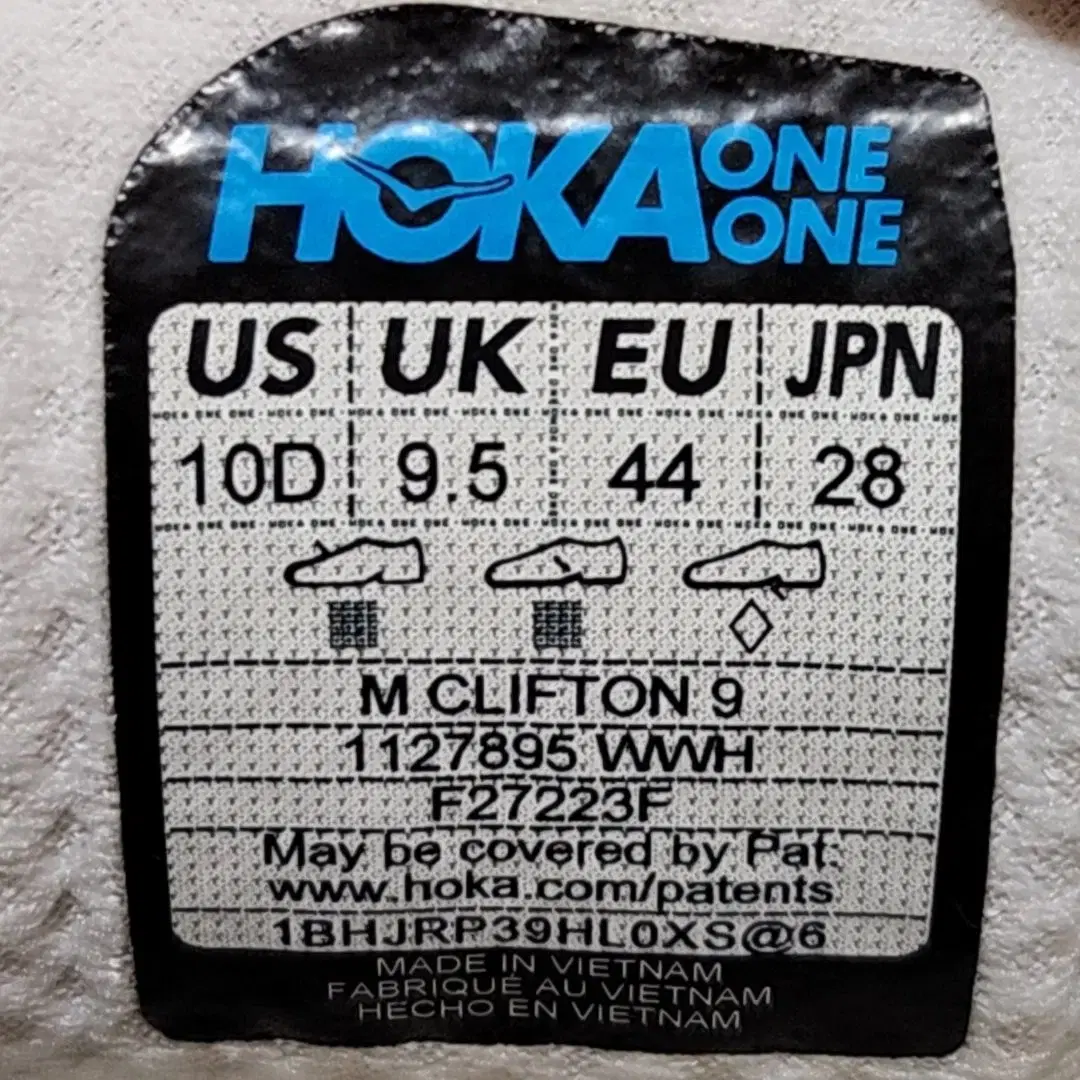 HOKA ONE ONE
US UK EU JPN
10D 9.5 44 28
M CLIFTON 9
1127895 WWH
F27223F
May be covered by Pat:
www.hoka.com/patents
1BHJRP39HL0XS@6
MADE IN VIETNAM
FABRIQUÉ AU VIETNAM
HECHO EN VIETNAM